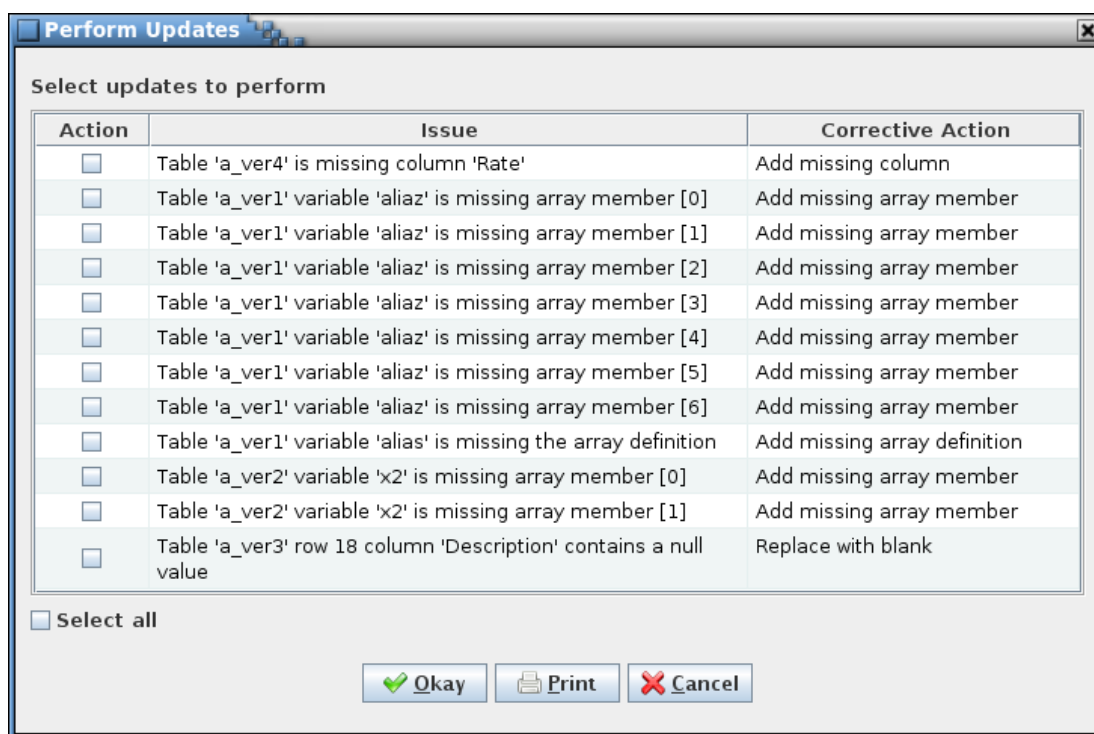 Perform Updates
Select updates to perform
Action Issue Corrective Action
Table 'a_ver4' is missing column 'Rate' Add missing column
Table 'a_ver1' variable 'aliaz' is missing array member [0] Add missing array member
Table 'a_ver1' variable 'aliaz' is missing array member [1] Add missing array member
Table 'a_ver1' variable 'aliaz' is missing array member [2] Add missing array member
Table 'a_ver1' variable 'aliaz' is missing array member [3] Add missing array member
Table 'a_ver1' variable 'aliaz' is missing array member [4] Add missing array member
Table 'a_ver1' variable 'aliaz' is missing array member [5] Add missing array member
Table 'a_ver1' variable 'aliaz' is missing array member [6] Add missing array member
Table 'a_ver1' variable 'alias' is missing the array definition Add missing array definition
Table 'a_ver2' variable 'x2' is missing array member [0] Add missing array member
Table 'a_ver2' variable 'x2' is missing array member [1] Add missing array member
Table 'a_ver3' row 18 column 'Description' contains a null Replace with blank
value
Select all
Okay Print Cancel